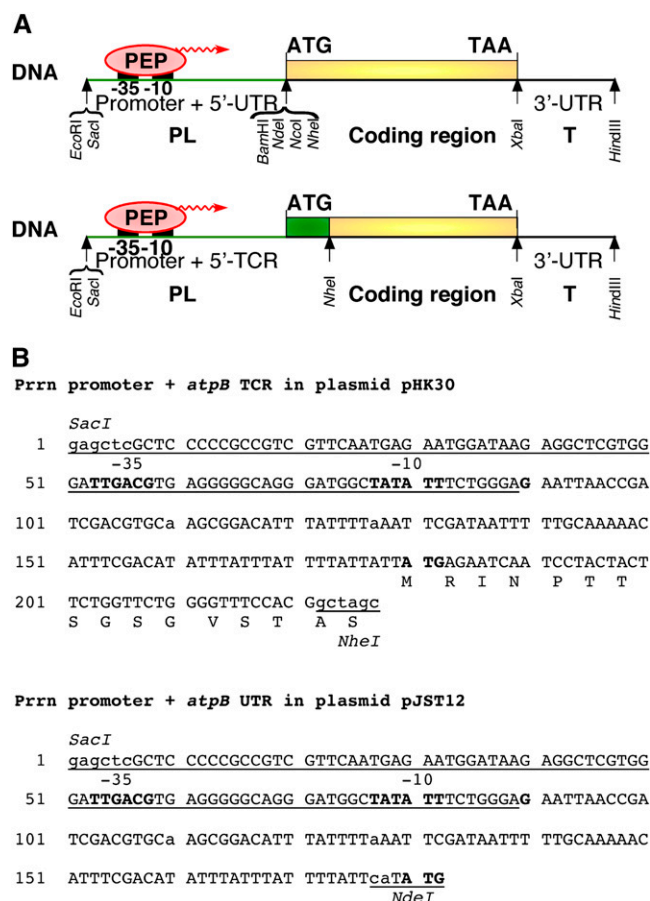 A
ATG TAA
PEP
DNA
-35 -10
Promoter + 5'-UTR 3'-UTR
EcoRI SacI BamHI NdeI NcoI NheI XbaI HindIII
PL Coding region T
ATG TAA
PEP
DNA
-35-10
Promoter + 5'-TCR 3'-UTR
EcoRI SacI NheI XbaI HindIII
PL Coding region T
B
Prrn promoter + atpB TCR in plasmid pHK30
SacI
1 gagctcGCTC CCCCGCCGTC GTTCAATGAG AATGGATAAG AGGCTCGTGG
-35 -10
51 GATTGACGTG AGGGGGCAGG GATGGCTATA TTTCTGGGAG AATTAACCGA
101 TCGACGTGCa AGCGGACATT TATTTTaAAT TCGATAATTT TTGCAAAAAC
151 ATTTCGACAT ATTTATTTAT TTTATTATTA ATGAGAATCAA TCCTACTACT
M R I N P T T
201 TCTGGTTCTG GGGTTTCCAC Ggctagc
S G S G V S T A S
NheI
Prrn promoter + atpB UTR in plasmid pJST12
SacI
1 gagctcGCTC CCCCGCCGTC GTTCAATGAG AATGGATAAG AGGCTCGTGG
-35 -10
51 GATTGACGTG AGGGGGCAGG GATGGCTATA TTTCTGGGAG AATTAACCGA
101 TCGACGTGCa AGCGGACATT TATTTTaAAT TCGATAATTT TTGCAAAAAC
151 ATTTCGACAT ATTTATTTAT TTTATTcaTA TG
NdeI